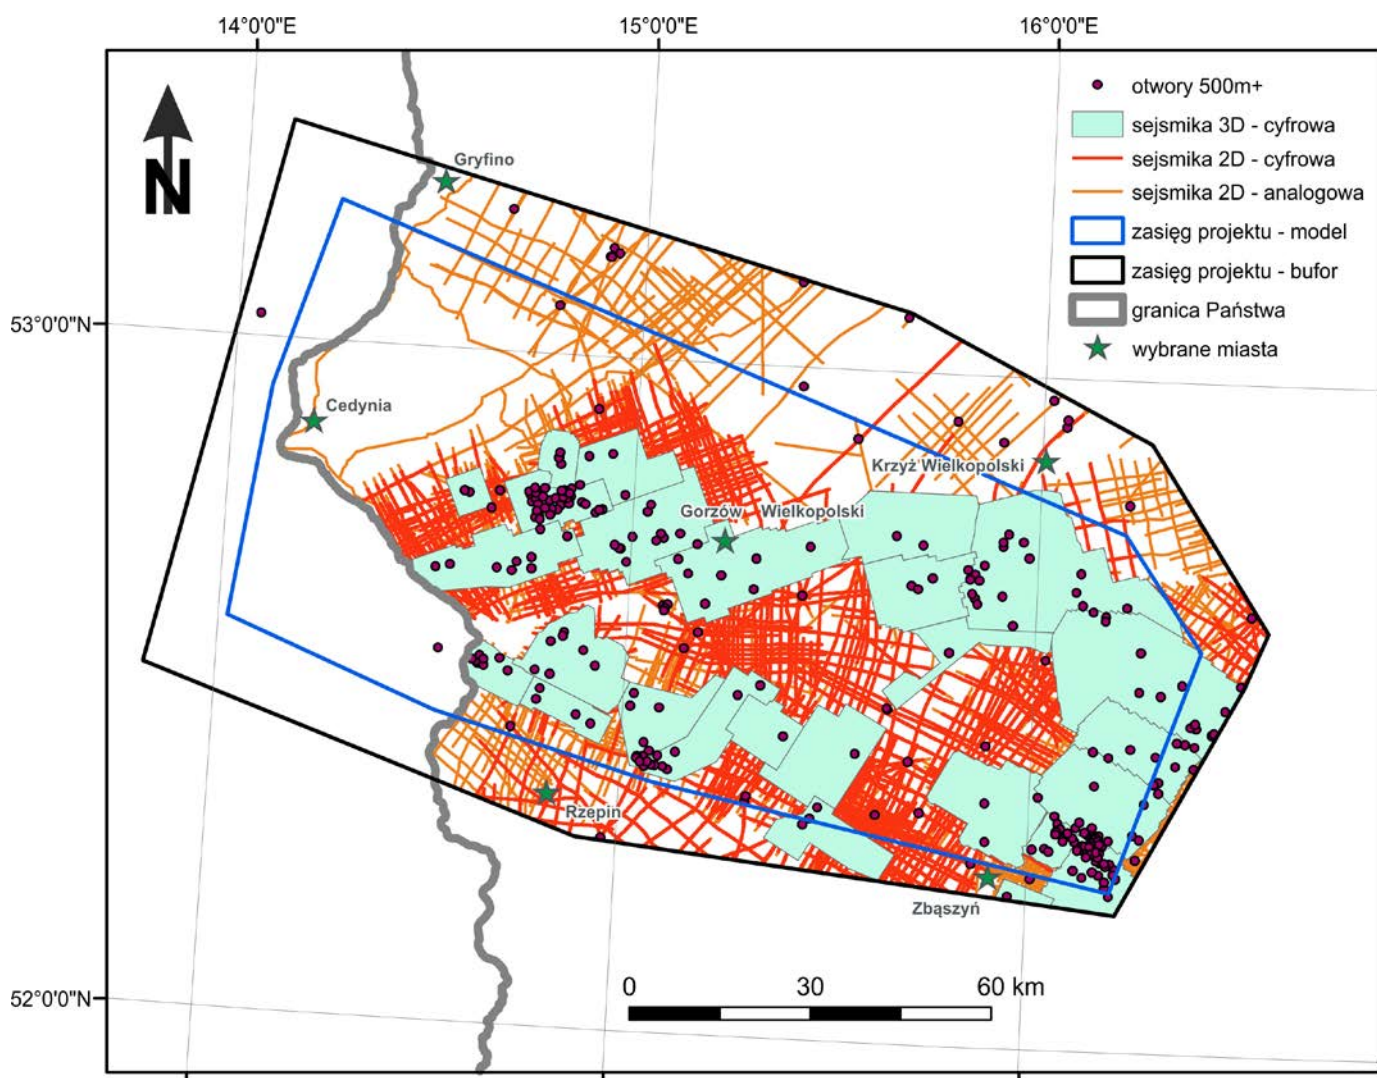 14°0'0"E 15°0'0"E 16°0'0"E
otwory 500m+
sejsmika 3D - cyfrowa
sejsmika 2D - cyfrowa
sejsmika 2D - analogowa
zasięg projektu - model
zasięg projektu - bufor
granica Państwa
wybrane miasta
N
Gryfino
53°0'0"N
Cedynia
Krzyż Wielkopolski
Gorzów Wielkopolski
Rzepin
Zbąszyń
52°0'0"N
0 30 60 km